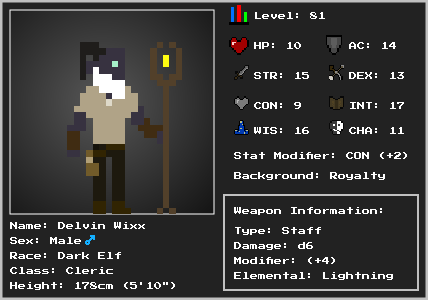 Level: 81
HP: 10 AC: 14
STR: 15 DEX: 13
CON: 9 INT: 17
WIS: 16 CHA: 11
Stat Modifier: CON (+2)
Background: Royalty
Weapon Information:
Type: Staff
Damage: d6
Modifier: (+4)
Elemental: Lightning
Name: Delvin Wixx
Sex: Male♂
Race: Dark Elf
Class: Cleric
Height: 178cm (5'10")